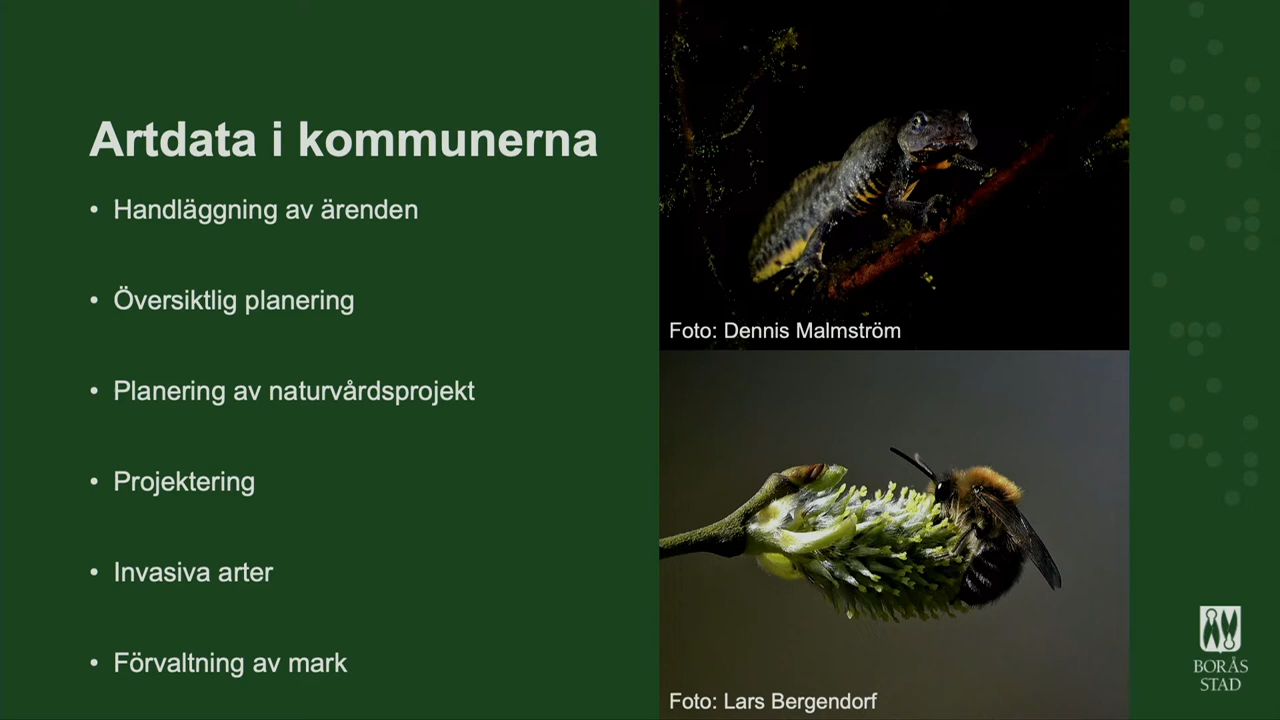 Artdata i kommunerna
• Handläggning av ärenden
• Översiktlig planering
• Planering av naturvårdsprojekt
• Projektering
• Invasiva arter
• Förvaltning av mark
Foto: Dennis Malmström
Foto: Lars Bergendorf
BORÅS
STAD